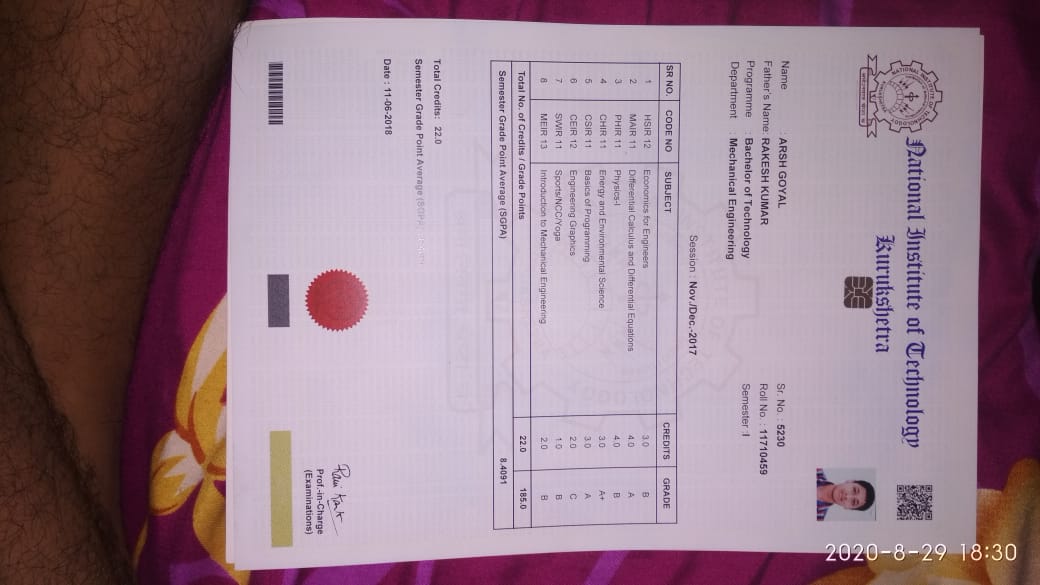 National Institute of Technology
Kurukshetra
Name : ARSH GOYAL
Father's Name: RAKESH KUMAR
Programme : Bachelor of Technology
Department : Mechanical Engineering
Sr. No. : 5230
Roll No : 11710459
Semester :I
Session : Nov./Dec.-2017
SR NO. CODE NO SUBJECT CREDITS GRADE
1 HSIR 12 Economics for Engineers 3.0 B
2 MAIR 11 Differential Calculus and Differential Equations 4.0 A
3 PHIR 11 Physics-I 4.0 B
4 CHIR 11 Energy and Environmental Science 3.0 A+
5 CSIR 11 Basics of Programming 3.0 A
6 CEIR 12 Engineering Graphics 2.0 C
7 SWIR 11 Sports/NCC/Yoga 1.0 B
8 MEIR 13 Introduction to Mechanical Engineering 2.0 B
Total No. of Credits / Grade Points 22.0 185.0
Semester Grade Point Average (SGPA) 8.4091
Total Credits: 22.0
Semester Grade Point Average (SGPA)
Date : 11-06-2018
Prof.-in-Charge
(Examinations)
2020-8-29 18:30